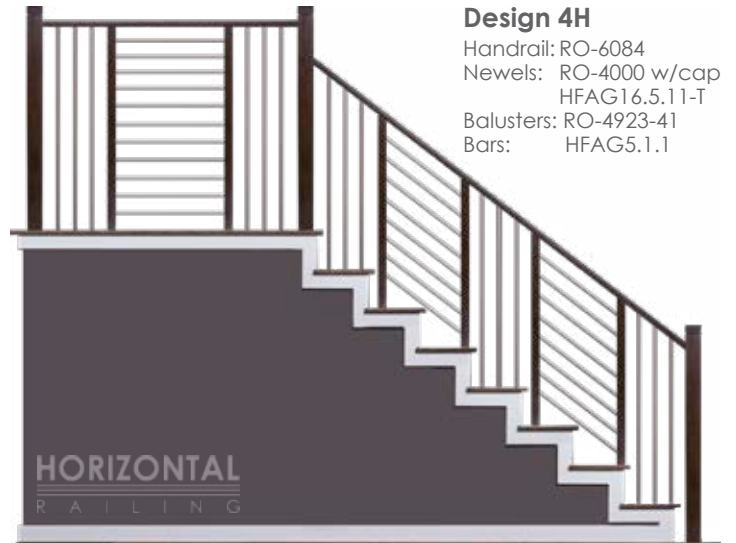 Design 4H
Handrail: RO-6084
Newels: RO-4000 w/cap
HFAG16.5.11-T
Balusters: RO-4923-41
Bars: HFAG5.1.1
HORIZONTAL
RAILING